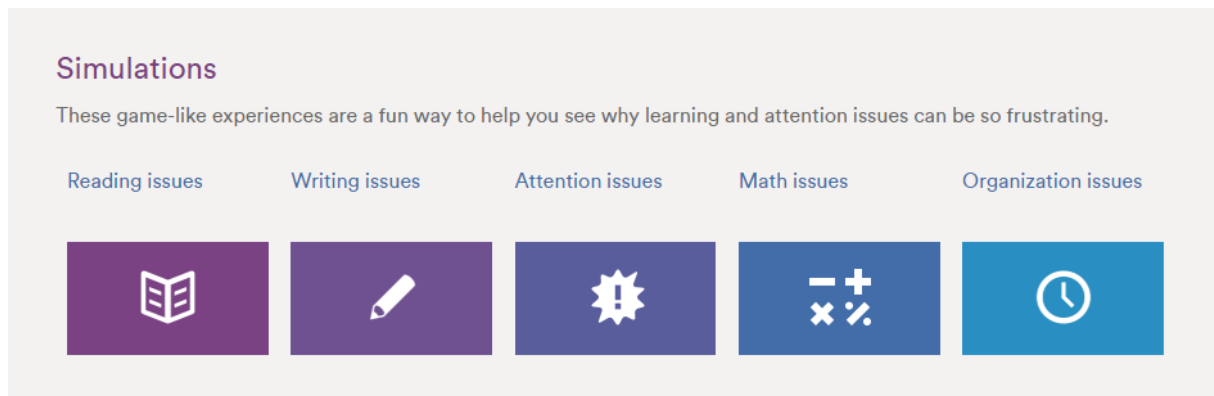 Simulations
These game-like experiences are a fun way to help you see why learning and attention issues can be so frustrating.
Reading issues
Writing issues
Attention issues
Math issues
Organization issues